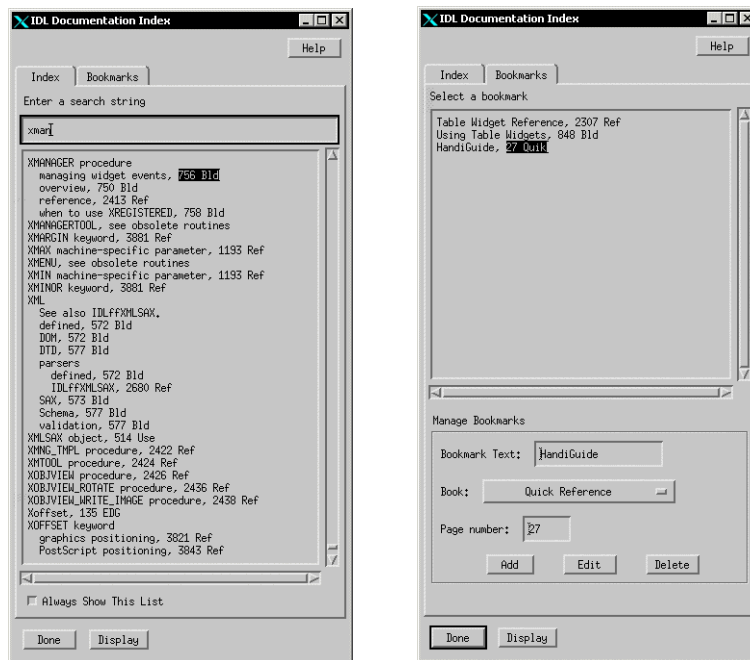 IDL Documentation Index
Help
Index
Bookmarks
Enter a search string
xman
XMANAGER procedure
managing widget events, 756 Bld
overview, 750 Bld
reference, 2413 Ref
when to use XREGISTERED, 758 Bld
XMANAGERTOOL, see obsolete routines
XMARGIN keyword, 3881 Ref
XMAX machine-specific parameter, 1193 Ref
XMENU, see obsolete routines
XMIN machine-specific parameter, 1193 Ref
XMINOR keyword, 3881 Ref
XML
See also IDLffXMLSAX.
defined, 572 Bld
DOM, 572 Bld
DTD, 577 Bld
parsers
defined, 572 Bld
IDLffXMLSAX, 2680 Ref
SAX, 573 Bld
Schema, 577 Bld
validation, 577 Bld
XMLSAX object, 514 Use
XMNG_TMPL procedure, 2422 Ref
XMTOOL procedure, 2424 Ref
XOBJVIEW procedure, 2426 Ref
XOBJVIEW_ROTATE procedure, 2436 Ref
XOBJVIEW_WRITE_IMAGE procedure, 2438 Ref
Xoffset, 135 EDG
XOFFSET keyword
graphics positioning, 3821 Ref
PostScript positioning, 3843 Ref
Always Show This List
Done
Display
IDL Documentation Index
Help
Index
Bookmarks
Select a bookmark
Table Widget Reference, 2307 Ref
Using Table Widgets, 848 Bld
HandiGuide, 27 Quik
Manage Bookmarks
Bookmark Text: HandiGuide
Book: Quick Reference
Page number: 27
Add
Edit
Delete
Done
Display